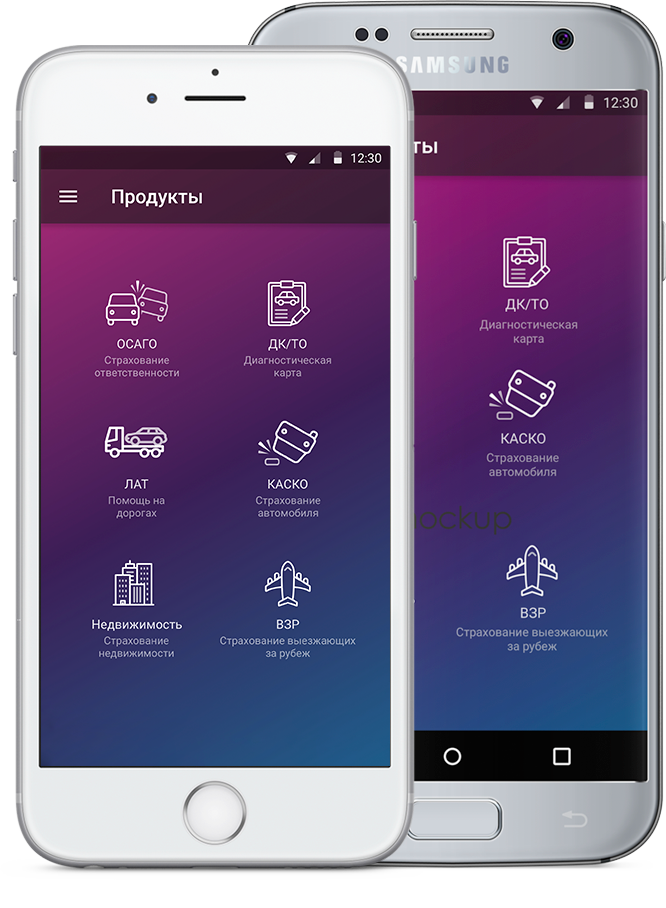 12:30
Продукты
ОСАГО
Страхование
ответственности
ДК/ТО
Диагностическая
карта
ЛАТ
Помощь на
дорогах
КАСКО
Страхование
автомобиля
Недвижимость
Страхование
недвижимости
ВЗР
Страхование выезжающих
за рубеж
SAMSUNG
12:30
ты
ДК/ТО
Диагностическая
карта
КАСКО
Страхование
автомобиля
ockup
ВЗР
Страхование выезжающих
за рубеж